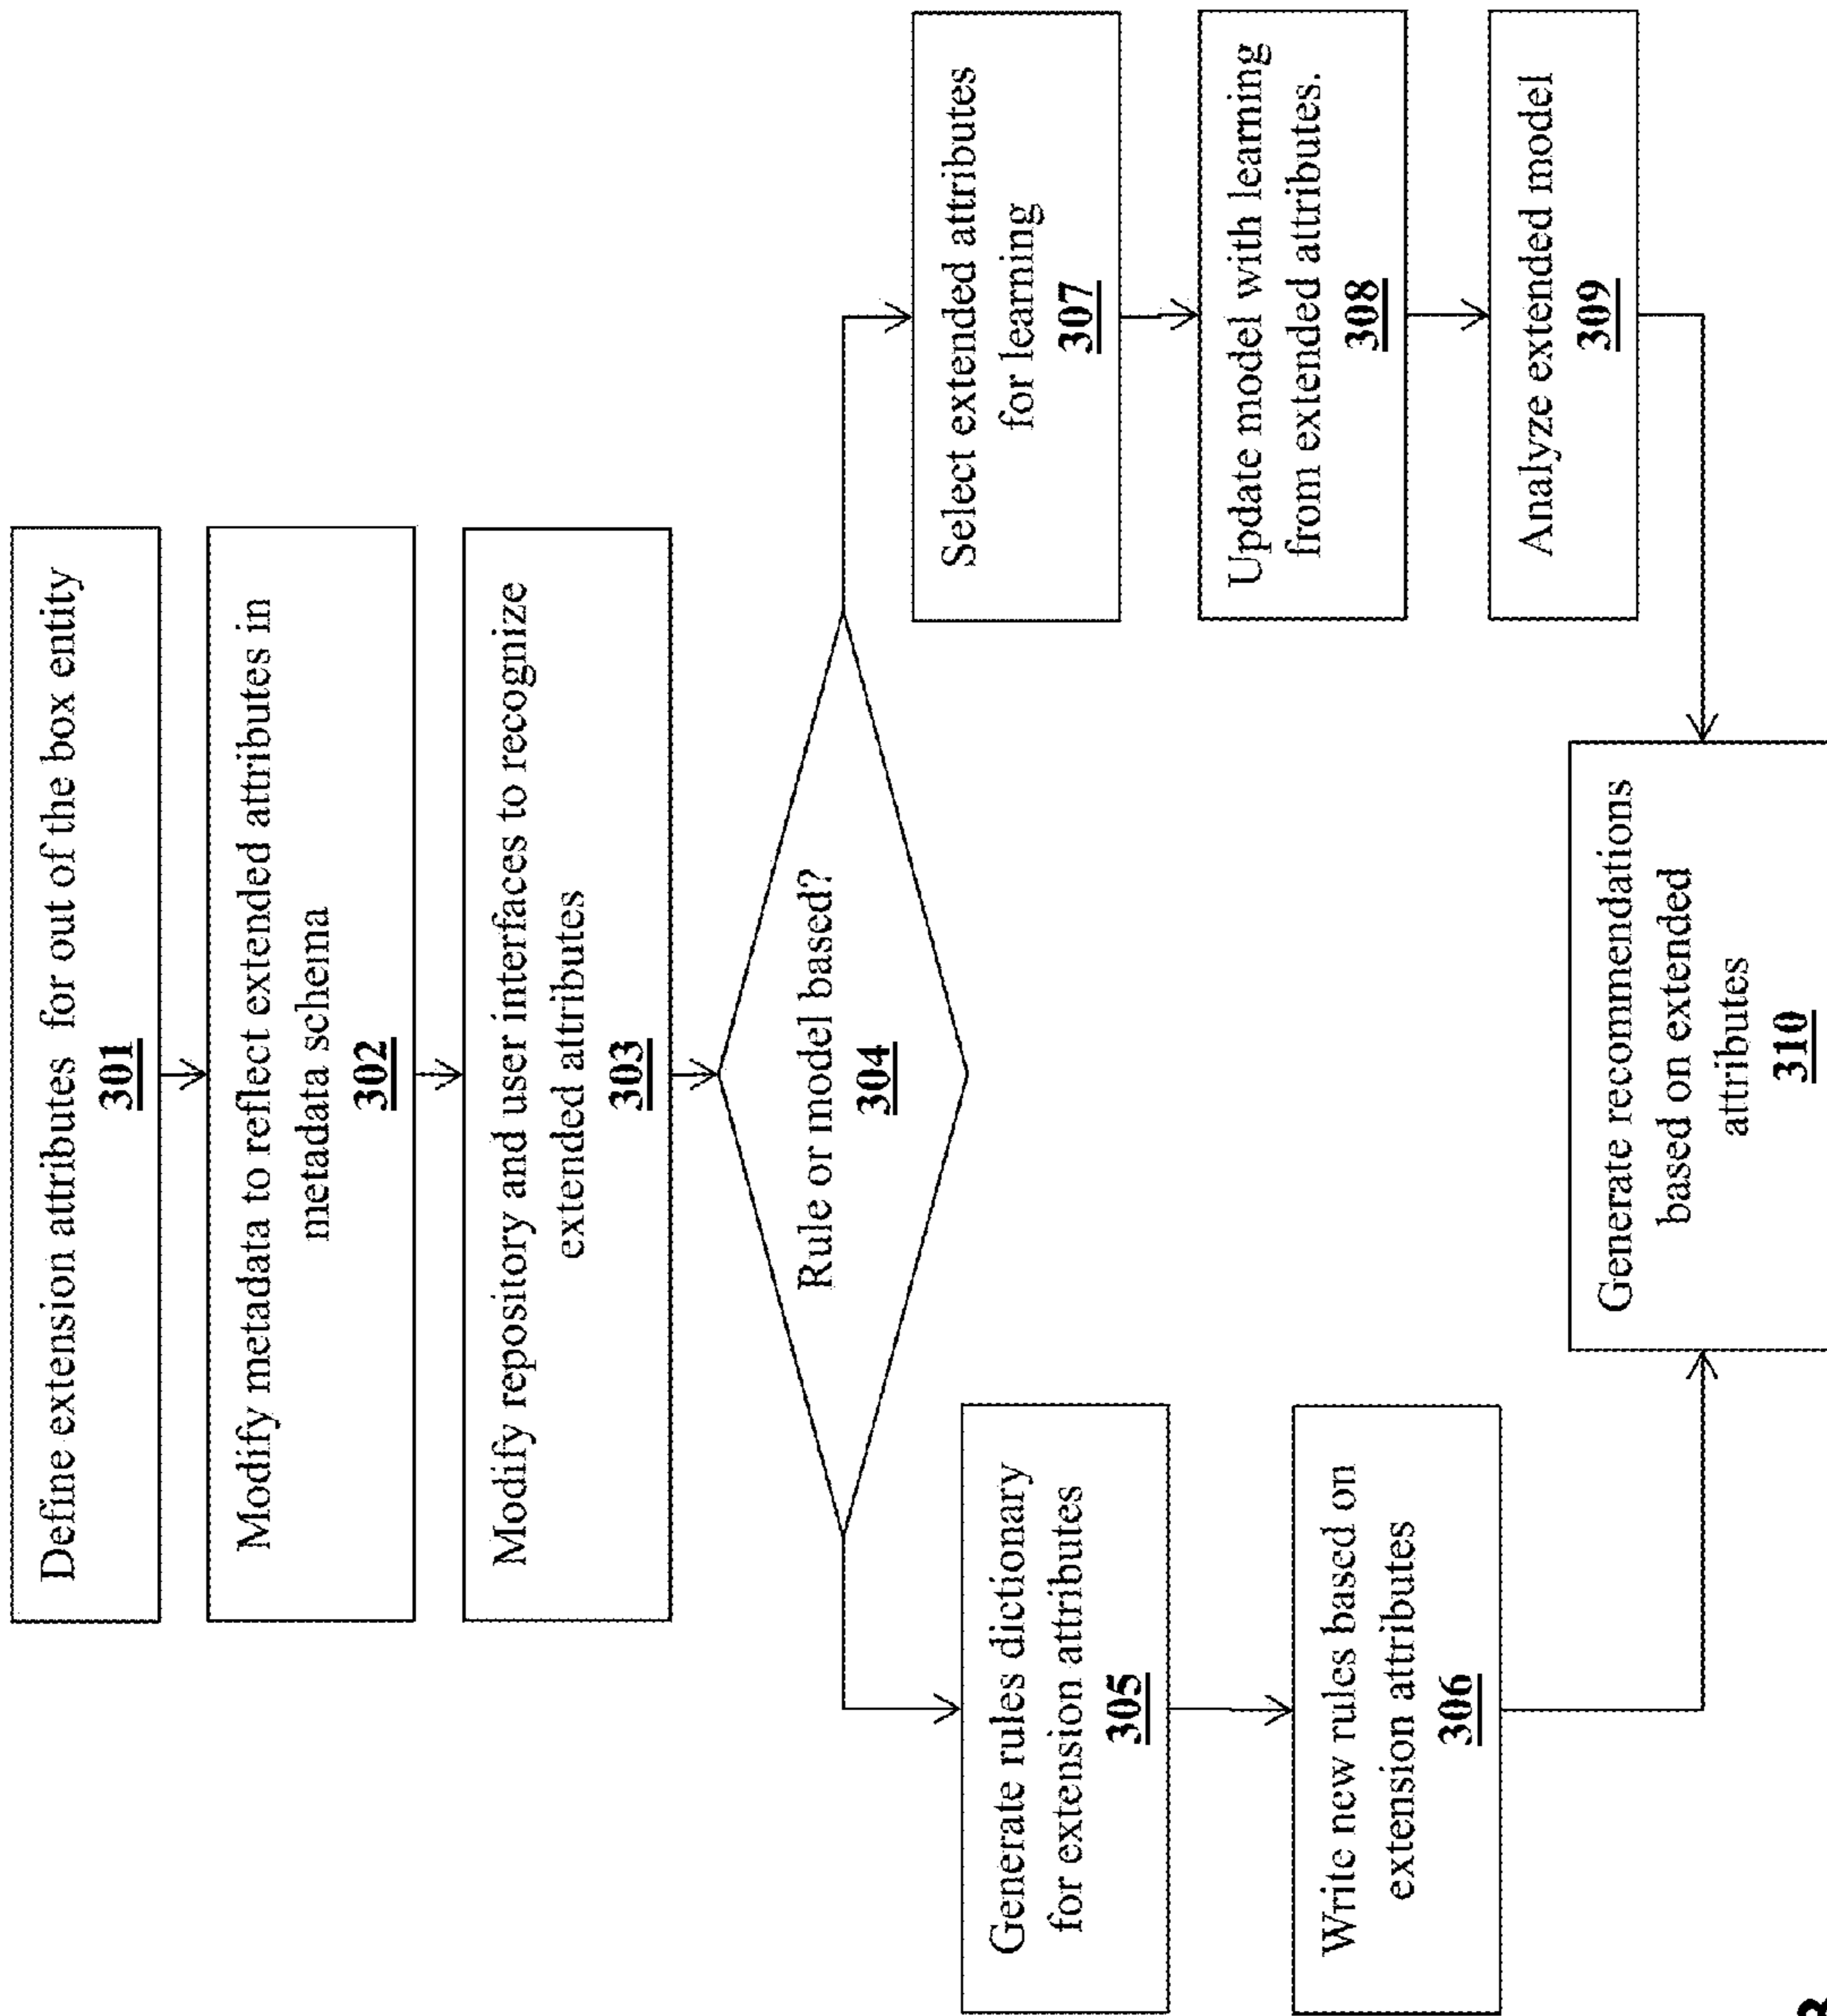 Define extension attributes for out of the box entity
301
Modify metadata to reflect extended attributes in
metadata schema
302
Modify repository and user interfaces to recognize
extended attributes
303
Rule or model based?
304
Generate rules dictionary
for extension attributes
305
Write new rules based on
extension attributes
306
Select extended attributes
for learning
307
Update model with learning
from extended attributes.
308
Analyze extended model
309
Generate recommendations
based on extended
attributes
310